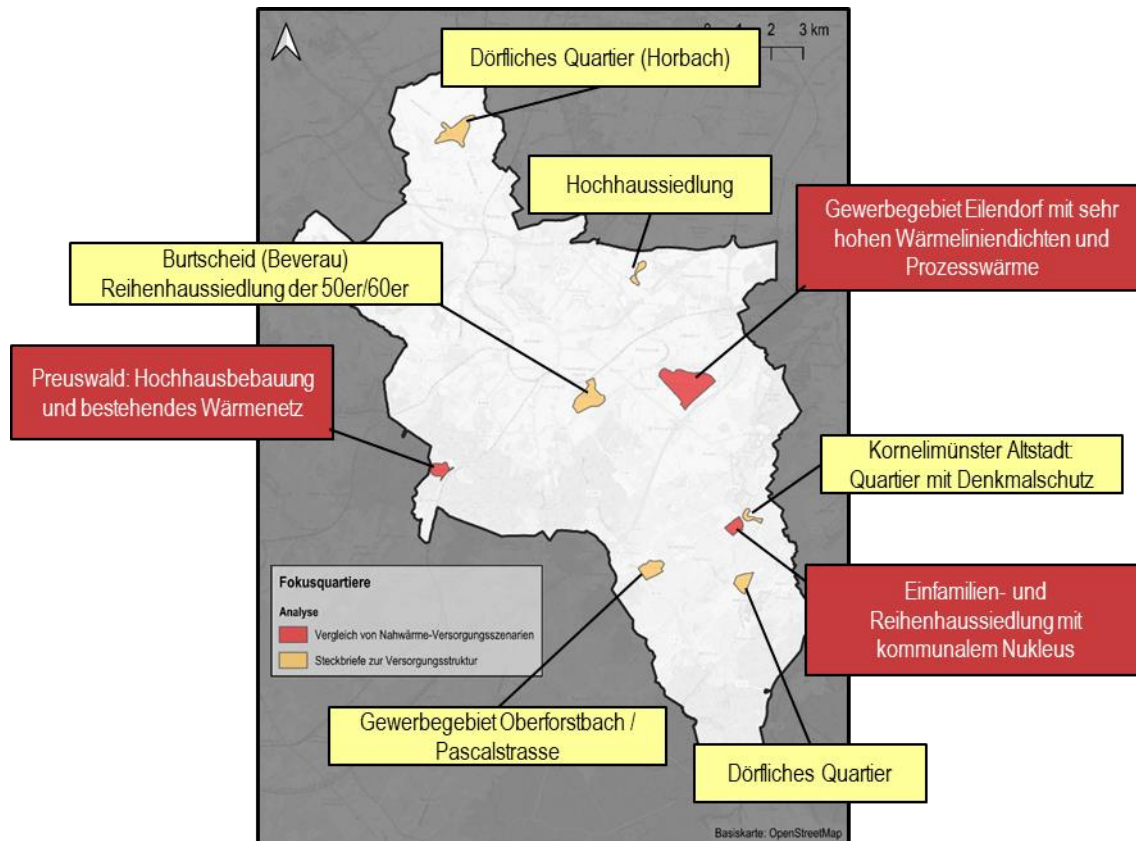 0 1 2 3 km
Dörfliches Quartier (Horbach)
Hochhaussiedlung
Gewerbegebiet Eilendorf mit sehr
hohen Wärmeliniendichten und
Prozesswärme
Burtscheid (Beverau)
Reihenhaussiedlung der 50er/60er
Preuswald: Hochhausbebauung
und bestehendes Wärmenetz
Kornelimünster Altstadt:
Quartier mit Denkmalschutz
Einfamilien- und
Reihenhaussiedlung mit
kommunalem Nukleus
Fokusquartiere
Analyse
Vergleich von Nahwärme-Versorgungsszenarien
Steckbriefe zur Versorgungsstruktur
Gewerbegebiet Oberforstbach /
Pascalstrasse
Dörfliches Quartier
Basiskarte: OpenStreetMap